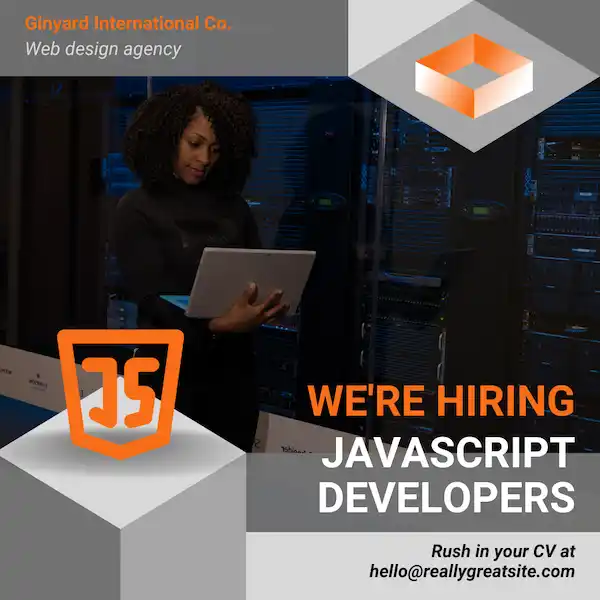 Ginyard International Co.
Web design agency
JS
WE'RE HIRING
JAVASCRIPT
DEVELOPERS
Rush in your CV at
hello@reallygreatsite.com